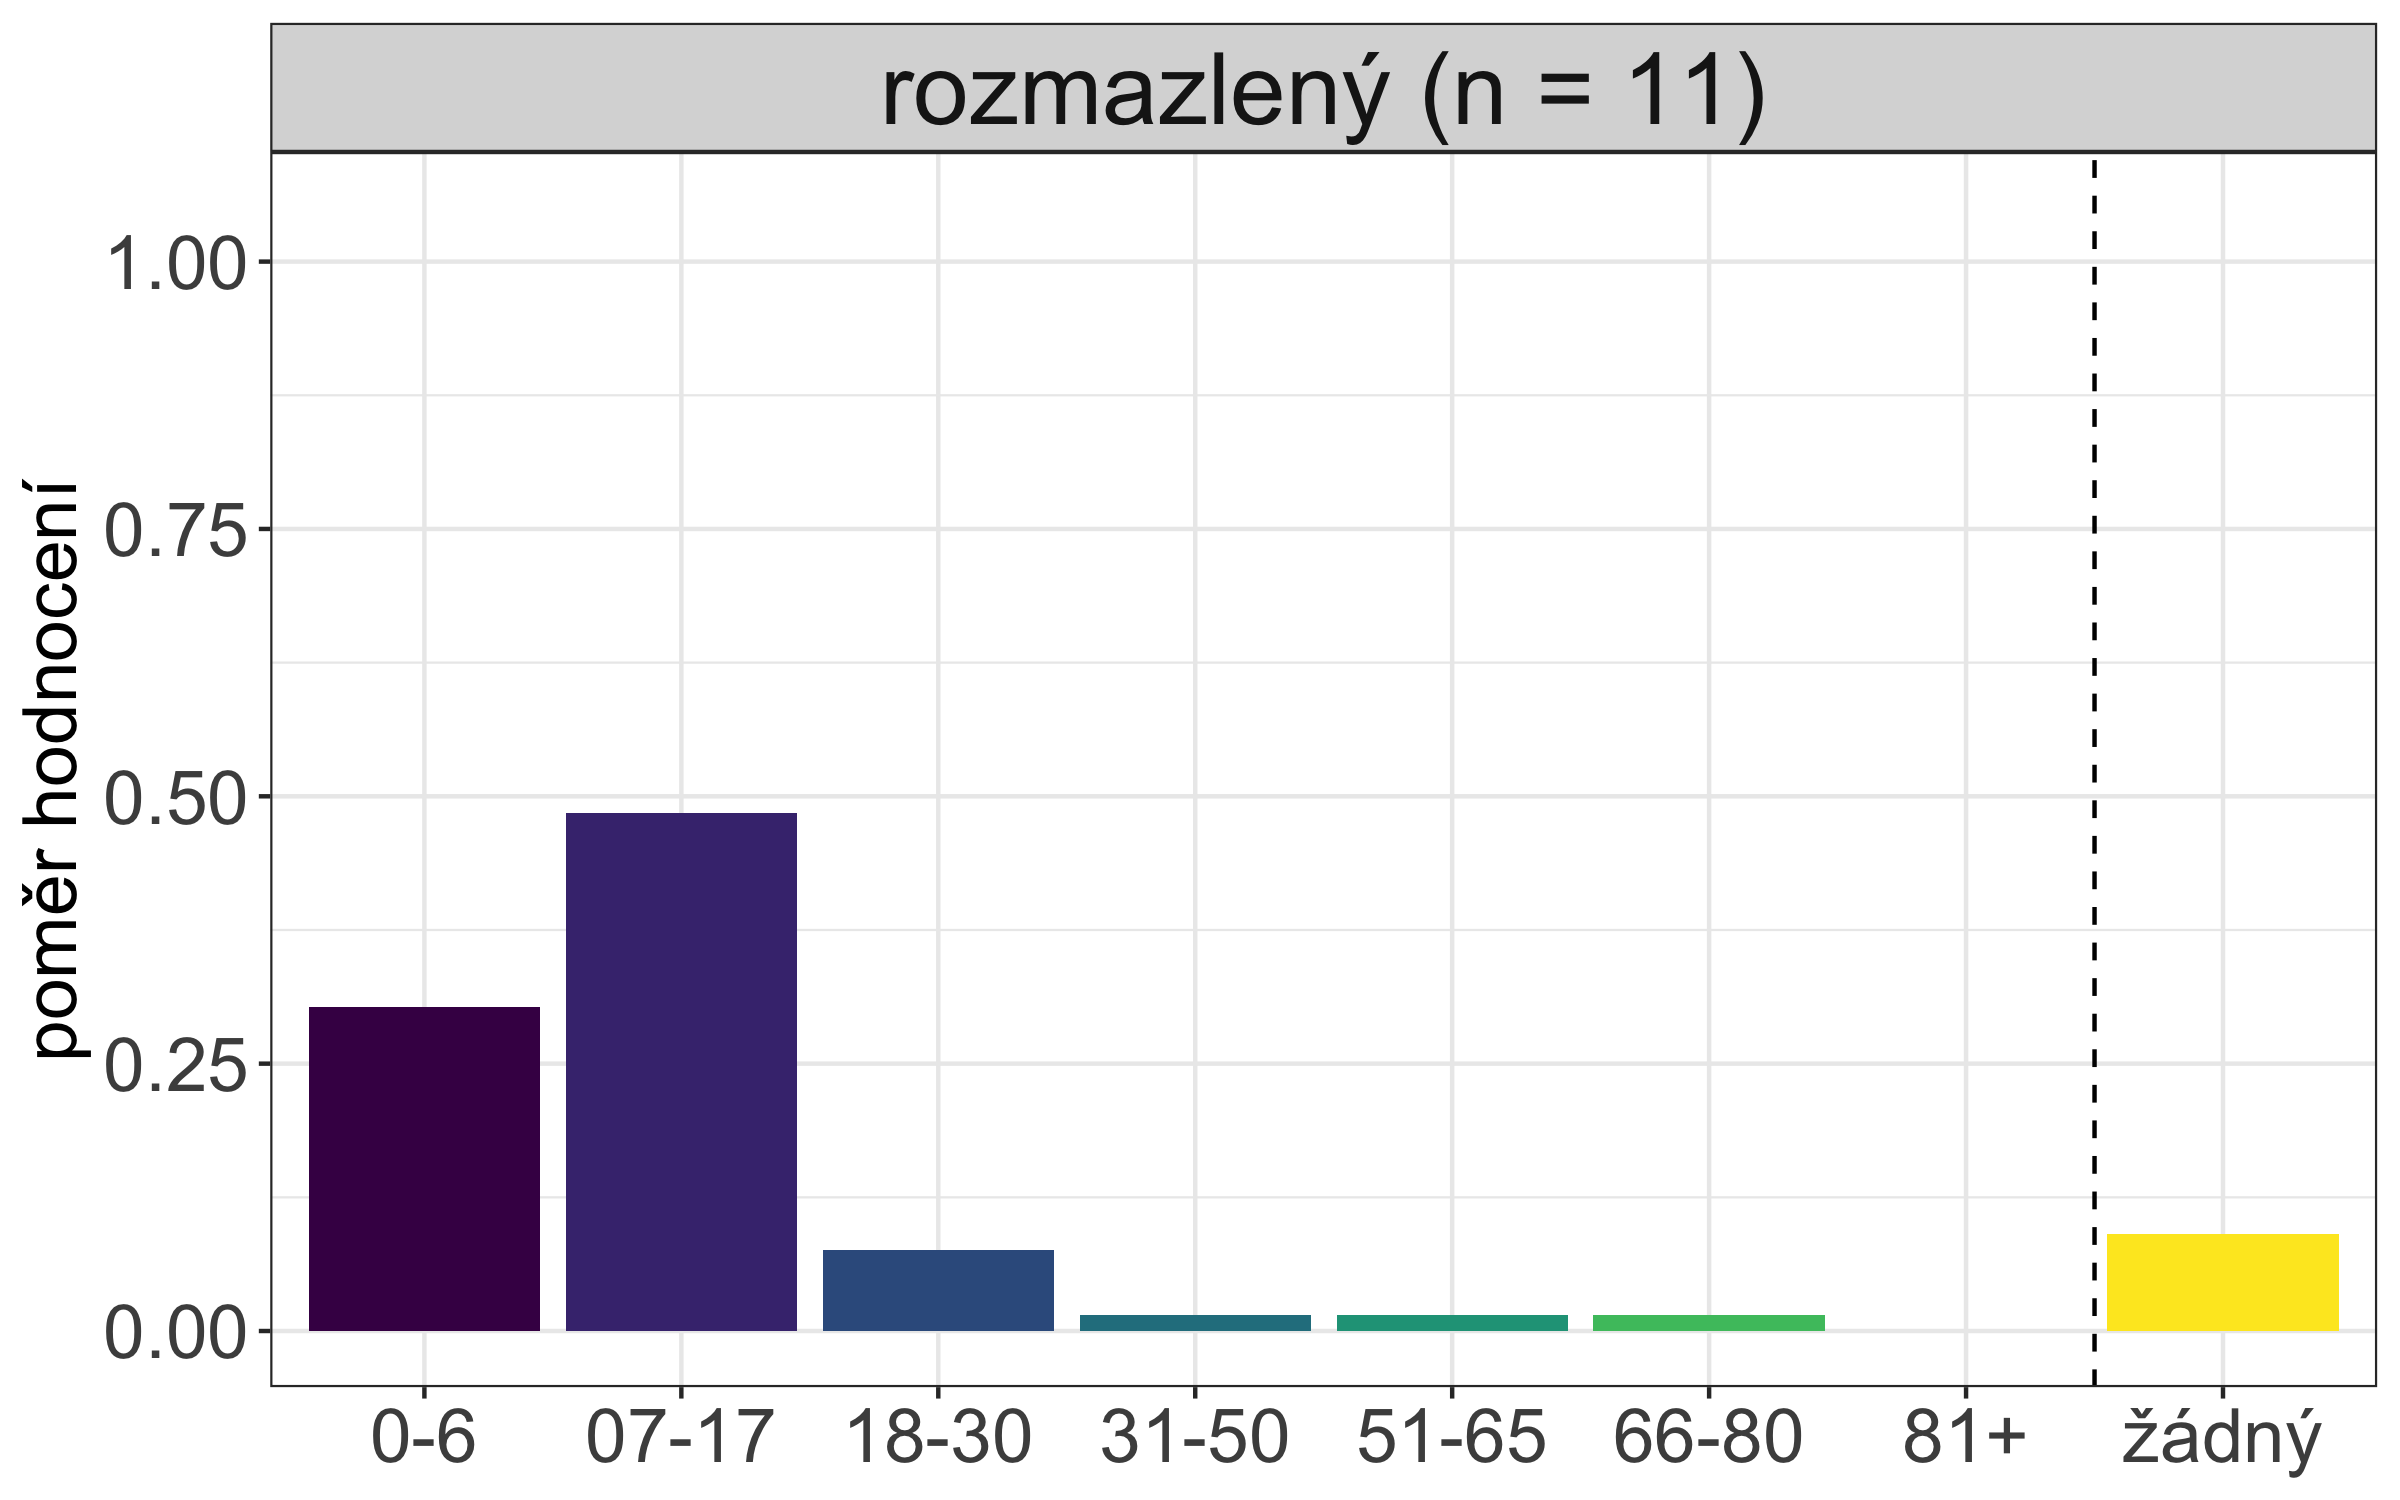 rozmazlený (n = 11)
poměr hodnocení
1.00
0.75
0.50
0.25
0.00
0-6 07-17 18-30 31-50 51-65 66-80 81+ žádný